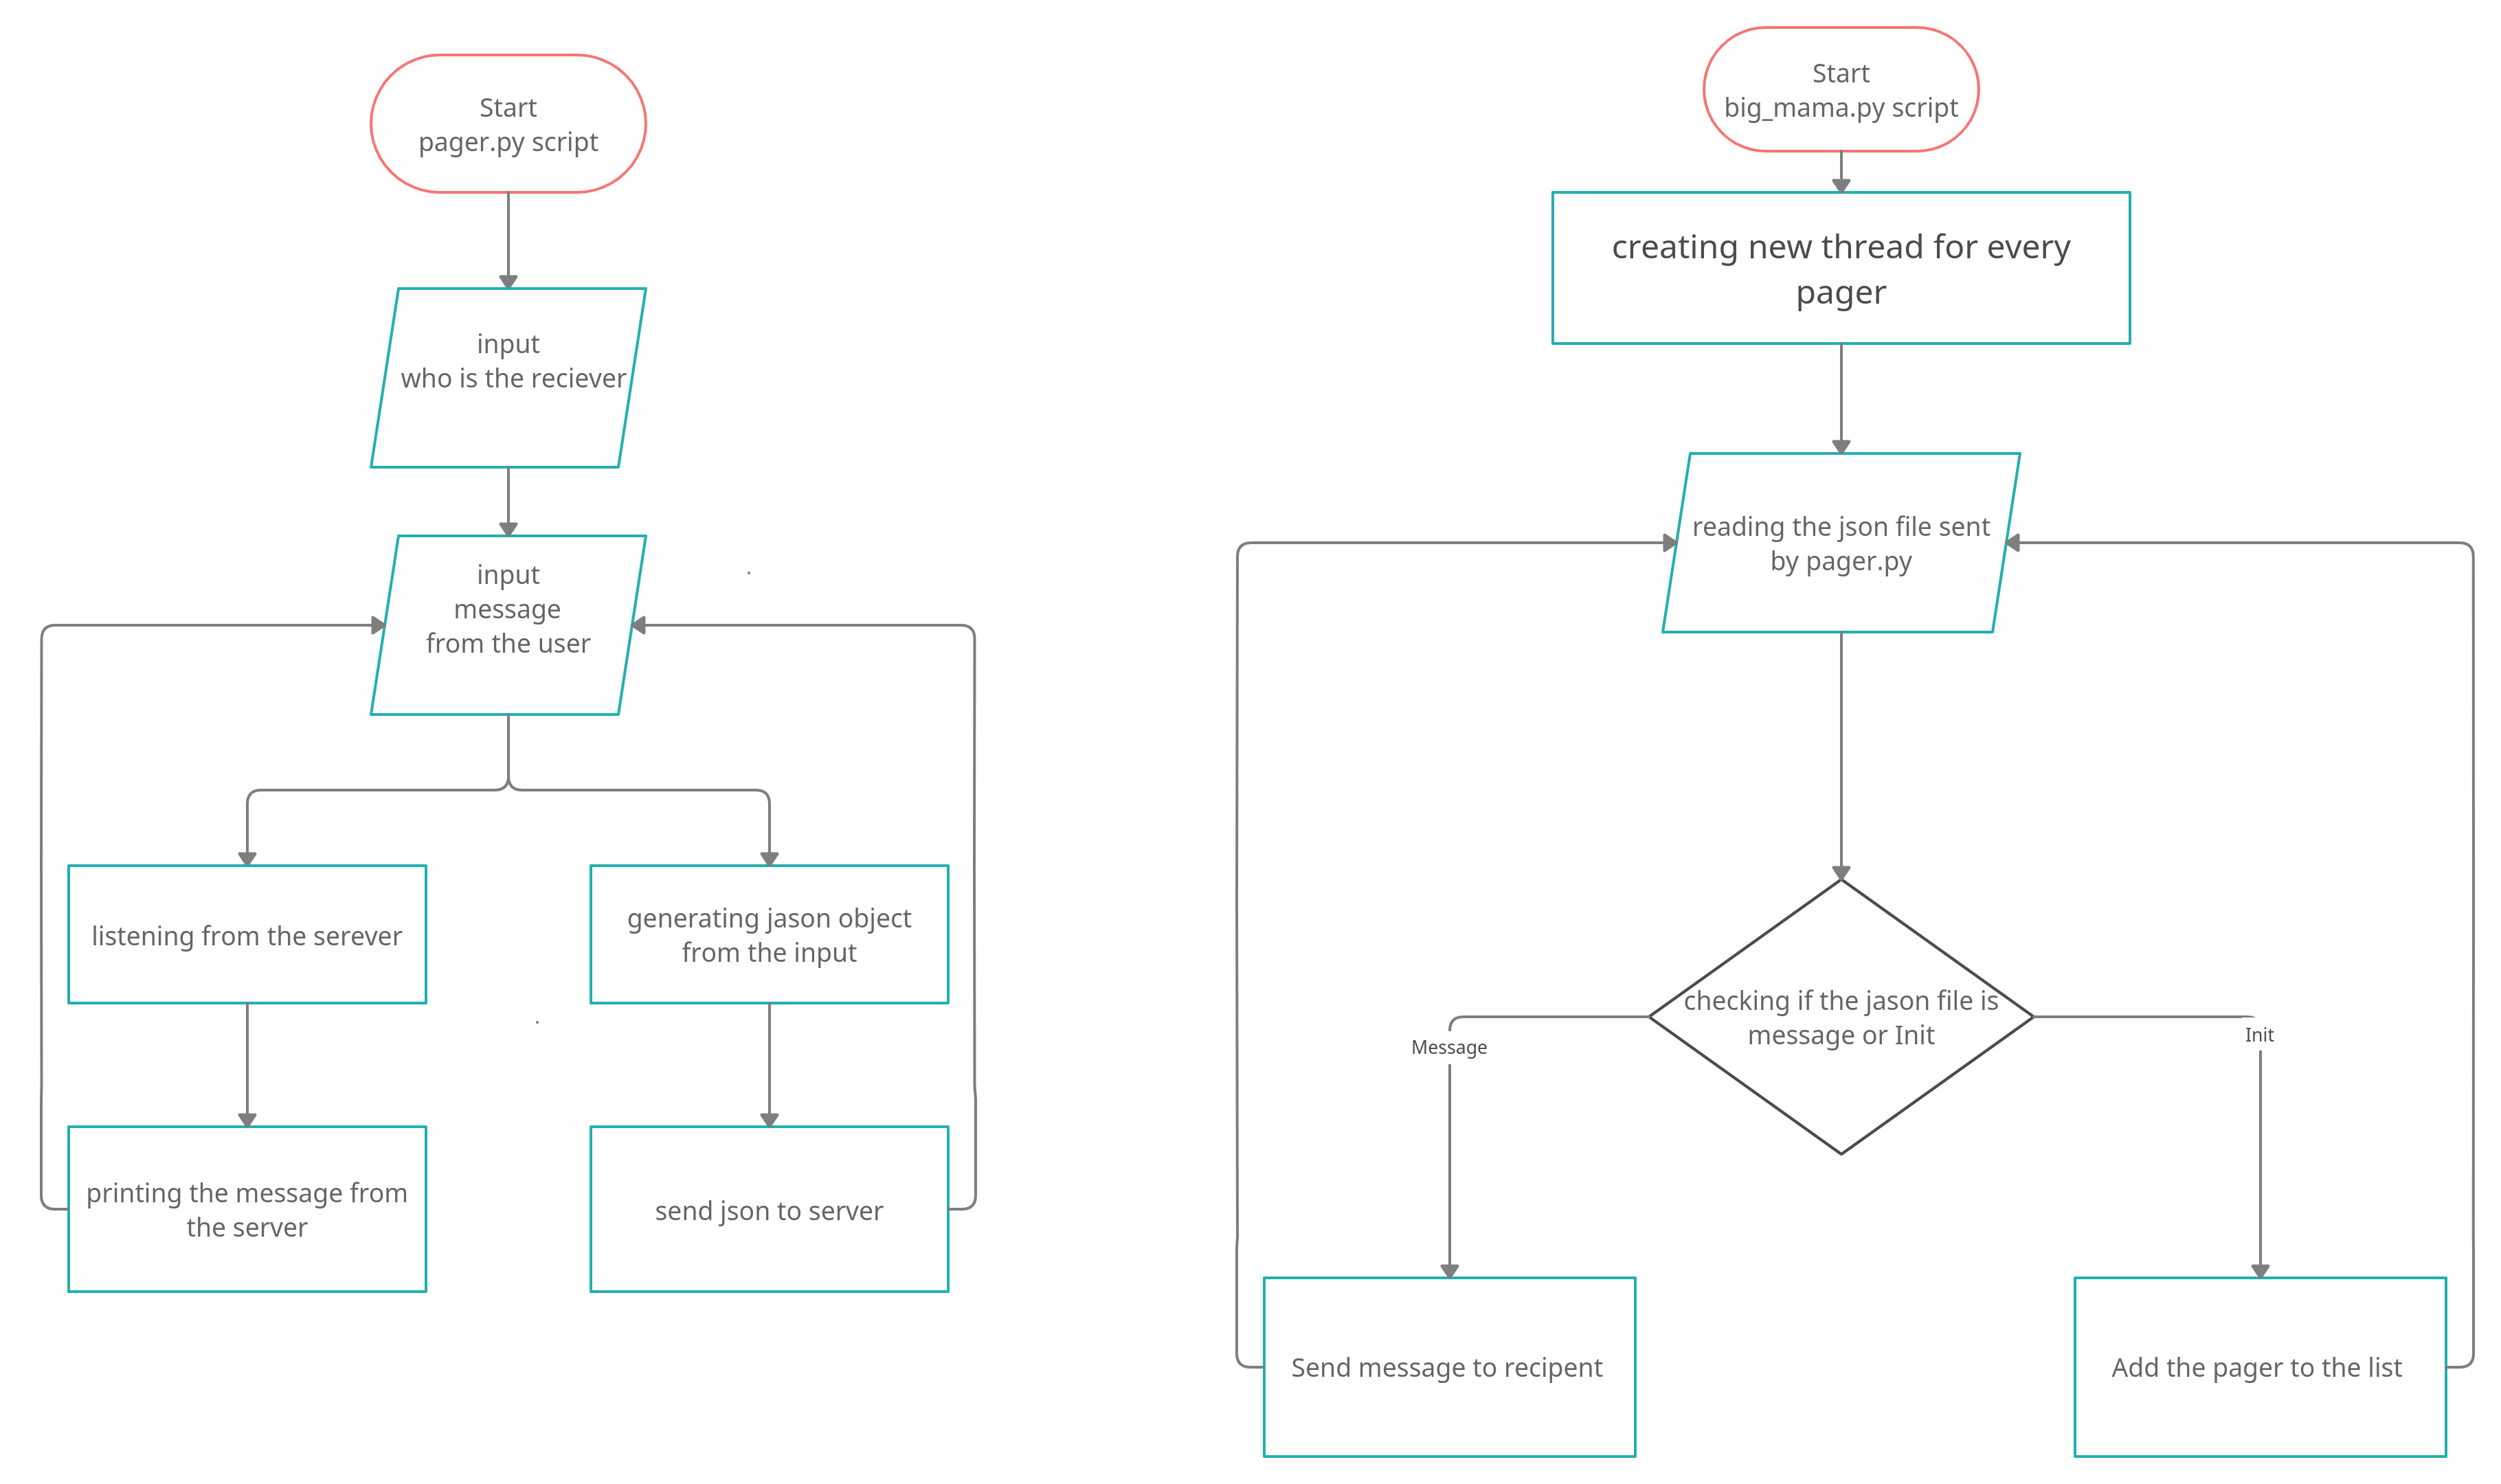 Start
pager.py script
input
who is the reciever
input
message
from the user
listening from the serever
generating jason object
from the input
printing the message from
the server
send json to server
Start
big_mama.py script
creating new thread for every
pager
reading the json file sent
by pager.py
checking if the jason file is
message or Init
Message
Init
Send message to recipent
Add the pager to the list